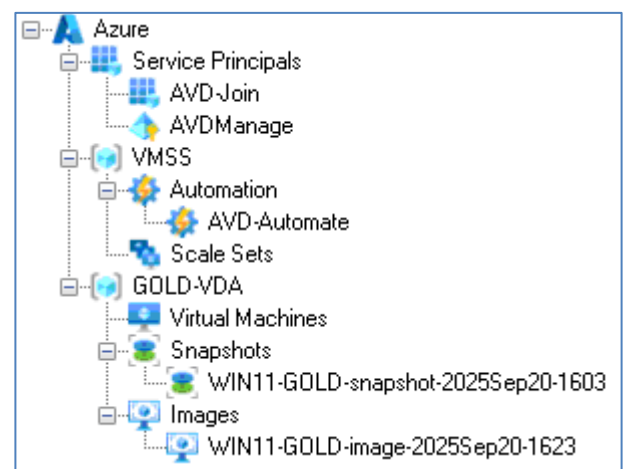 Azure
Service Principals
AVD-Join
AVDManage
VMSS
Automation
AVD-Automate
Scale Sets
GOLD-VDA
Virtual Machines
Snapshots
WIN11-GOLD-snapshot-2025Sep20-1603
Images
WIN11-GOLD-image-2025Sep20-1623